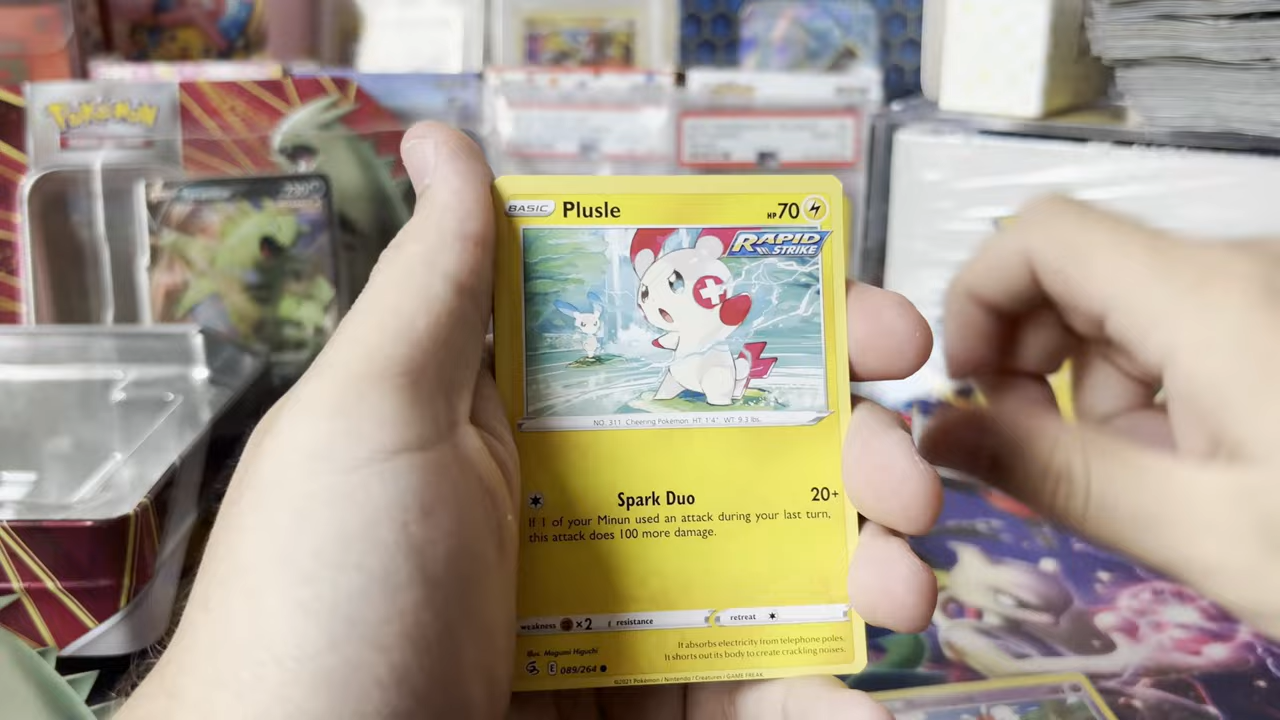 Pokémon
BASIC Plusle HP 70
RAPID
STRIKE
NO. 311 Cheering Pokémon HT: 1'4" WT: 9.3 lbs.
Spark Duo 20+
If 1 of your Minun used an attack during your last turn,
this attack does 100 more damage.
weakness ×2 resistance retreat
Illus. Megumi Higuchi
It absorbs electricity from telephone poles.
It shorts out its body to create crackling noises.
E 089/264
©2021 Pokémon / Nintendo / Creatures / GAME FREAK